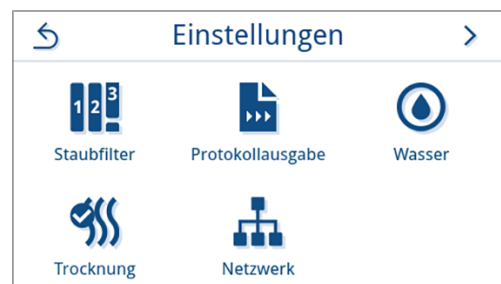 Einstellungen
1 2 3
Staubfilter Protokollausgabe Wasser
Trocknung Netzwerk